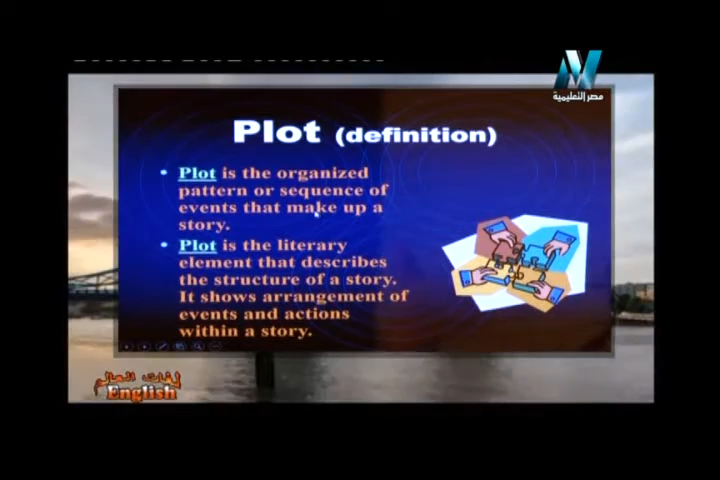 مصر التعليمية
Plot (definition)
• Plot is the organized
pattern or sequence of
events that make up a
story.
• Plot is the literary
element that describes
the structure of a story.
It shows arrangement of
events and actions
within a story.
لغات العالم
English